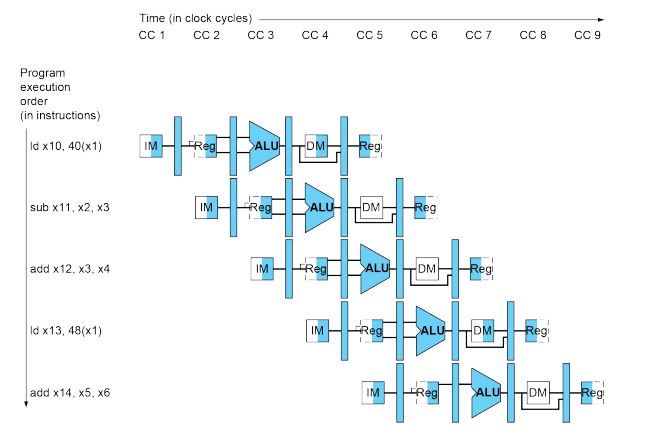 Time (in clock cycles)
CC 1 CC 2 CC 3 CC 4 CC 5 CC 6 CC 7 CC 8 CC 9
Program
execution
order
(in instructions)
ld x10, 40(x1) IM Reg ALU DM Reg
sub x11, x2, x3 IM Reg ALU DM Reg
add x12, x3, x4 IM Reg ALU DM Reg
ld x13, 48(x1) IM Reg ALU DM Reg
add x14, x5, x6 IM Reg ALU DM Reg